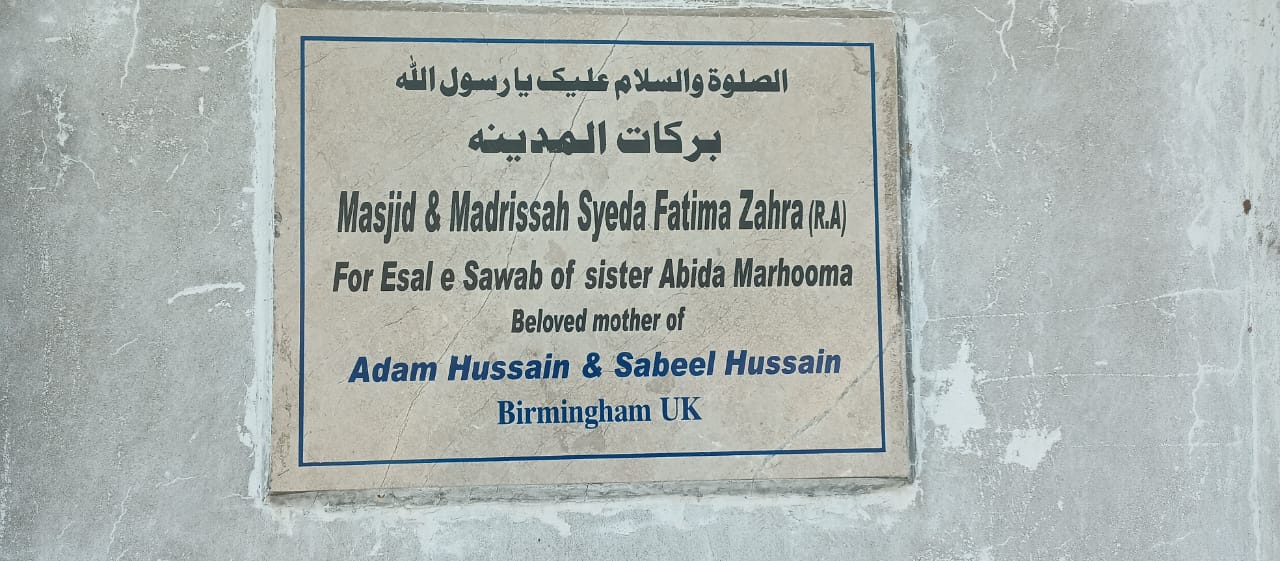 الصلوة والسلام عليک يا رسول الله
بركات المدينه
Masjid & Madrissah Syeda Fatima Zahra (R.A)
For Esal e Sawab of sister Abida Marhooma
Beloved mother of
Adam Hussain & Sabeel Hussain
Birmingham UK